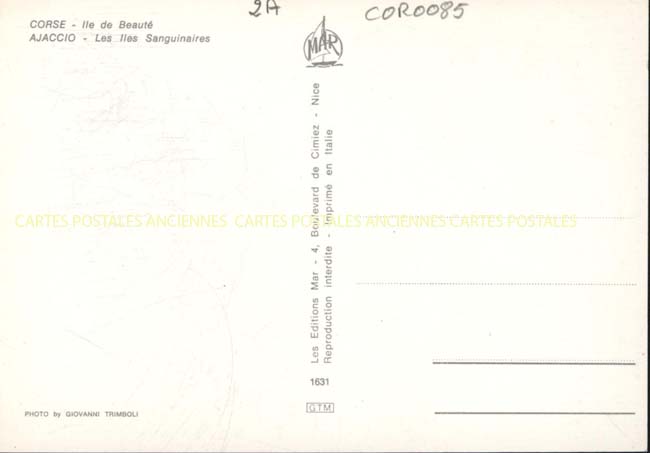 2A
COR0085
CORSE - Ile de Beauté
AJACCIO - Les Iles Sanguinaires
MAR
Les Editions Mar - 4, Boulevard de Cimiez - Nice
Reproduction interdite - Imprimé en Italie
CARTES POSTALES ANCIENNES CARTES POSTALES ANCIENNES CARTES POSTALES
1631
GTM
PHOTO by GIOVANNI TRIMBOLI